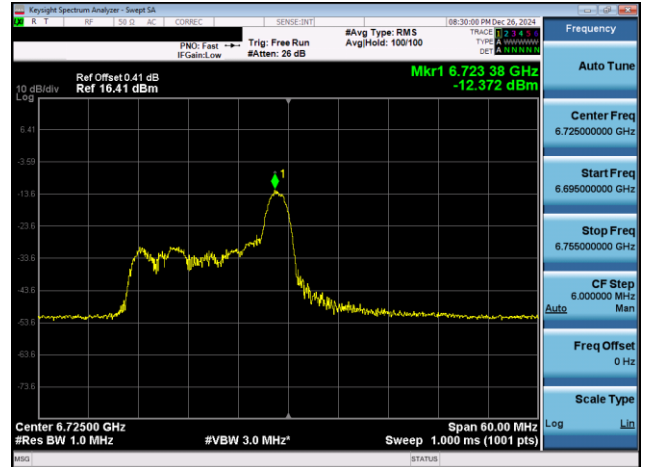 Keysight Spectrum Analyzer - Swept SA
R T RF 50 Ω AC CORREC SENSE:INT 08:30:00 PM Dec 26, 2024
PNO: Fast
IFGain:Low
Trig: Free Run
#Atten: 26 dB
#Avg Type: RMS
Avg|Hold: 100/100
TRACE 1 2 3 4 5 6
TYPE A WWWWW
DET A N N N N N
Ref Offset 0.41 dB
10 dB/div Ref 16.41 dBm
Log
Mkr1 6.723 38 GHz
-12.372 dBm
1
6.41
-3.59
-13.6
-23.6
-33.6
-43.6
-53.6
-63.6
-73.6
Center 6.72500 GHz Span 60.00 MHz
#Res BW 1.0 MHz #VBW 3.0 MHz* Sweep 1.000 ms (1001 pts)
MSG STATUS
Frequency
Auto Tune
Center Freq
6.725000000 GHz
Start Freq
6.695000000 GHz
Stop Freq
6.755000000 GHz
CF Step
6.000000 MHz
Auto Man
Freq Offset
0 Hz
Scale Type
Log Lin